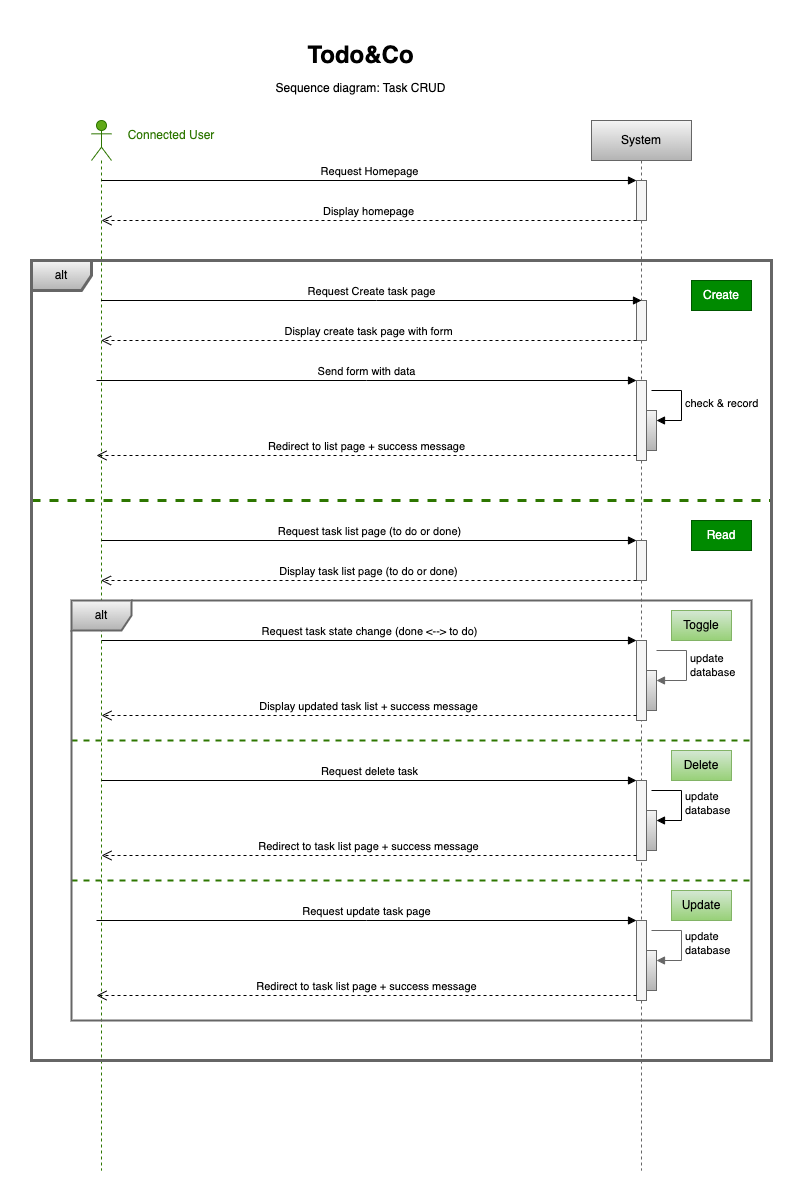 Todo&Co
Sequence diagram: Task CRUD
Connected User
System
Request Homepage
Display homepage
alt
Request Create task page
Create
Display create task page with form
Send form with data
check & record
Redirect to list page + success message
Request task list page (to do or done)
Read
Display task list page (to do or done)
alt
Request task state change (done <--> to do)
Toggle
update
database
Display updated task list + success message
Delete
Request delete task
update
database
Redirect to task list page + success message
Update
Request update task page
update
database
Redirect to task list page + success message